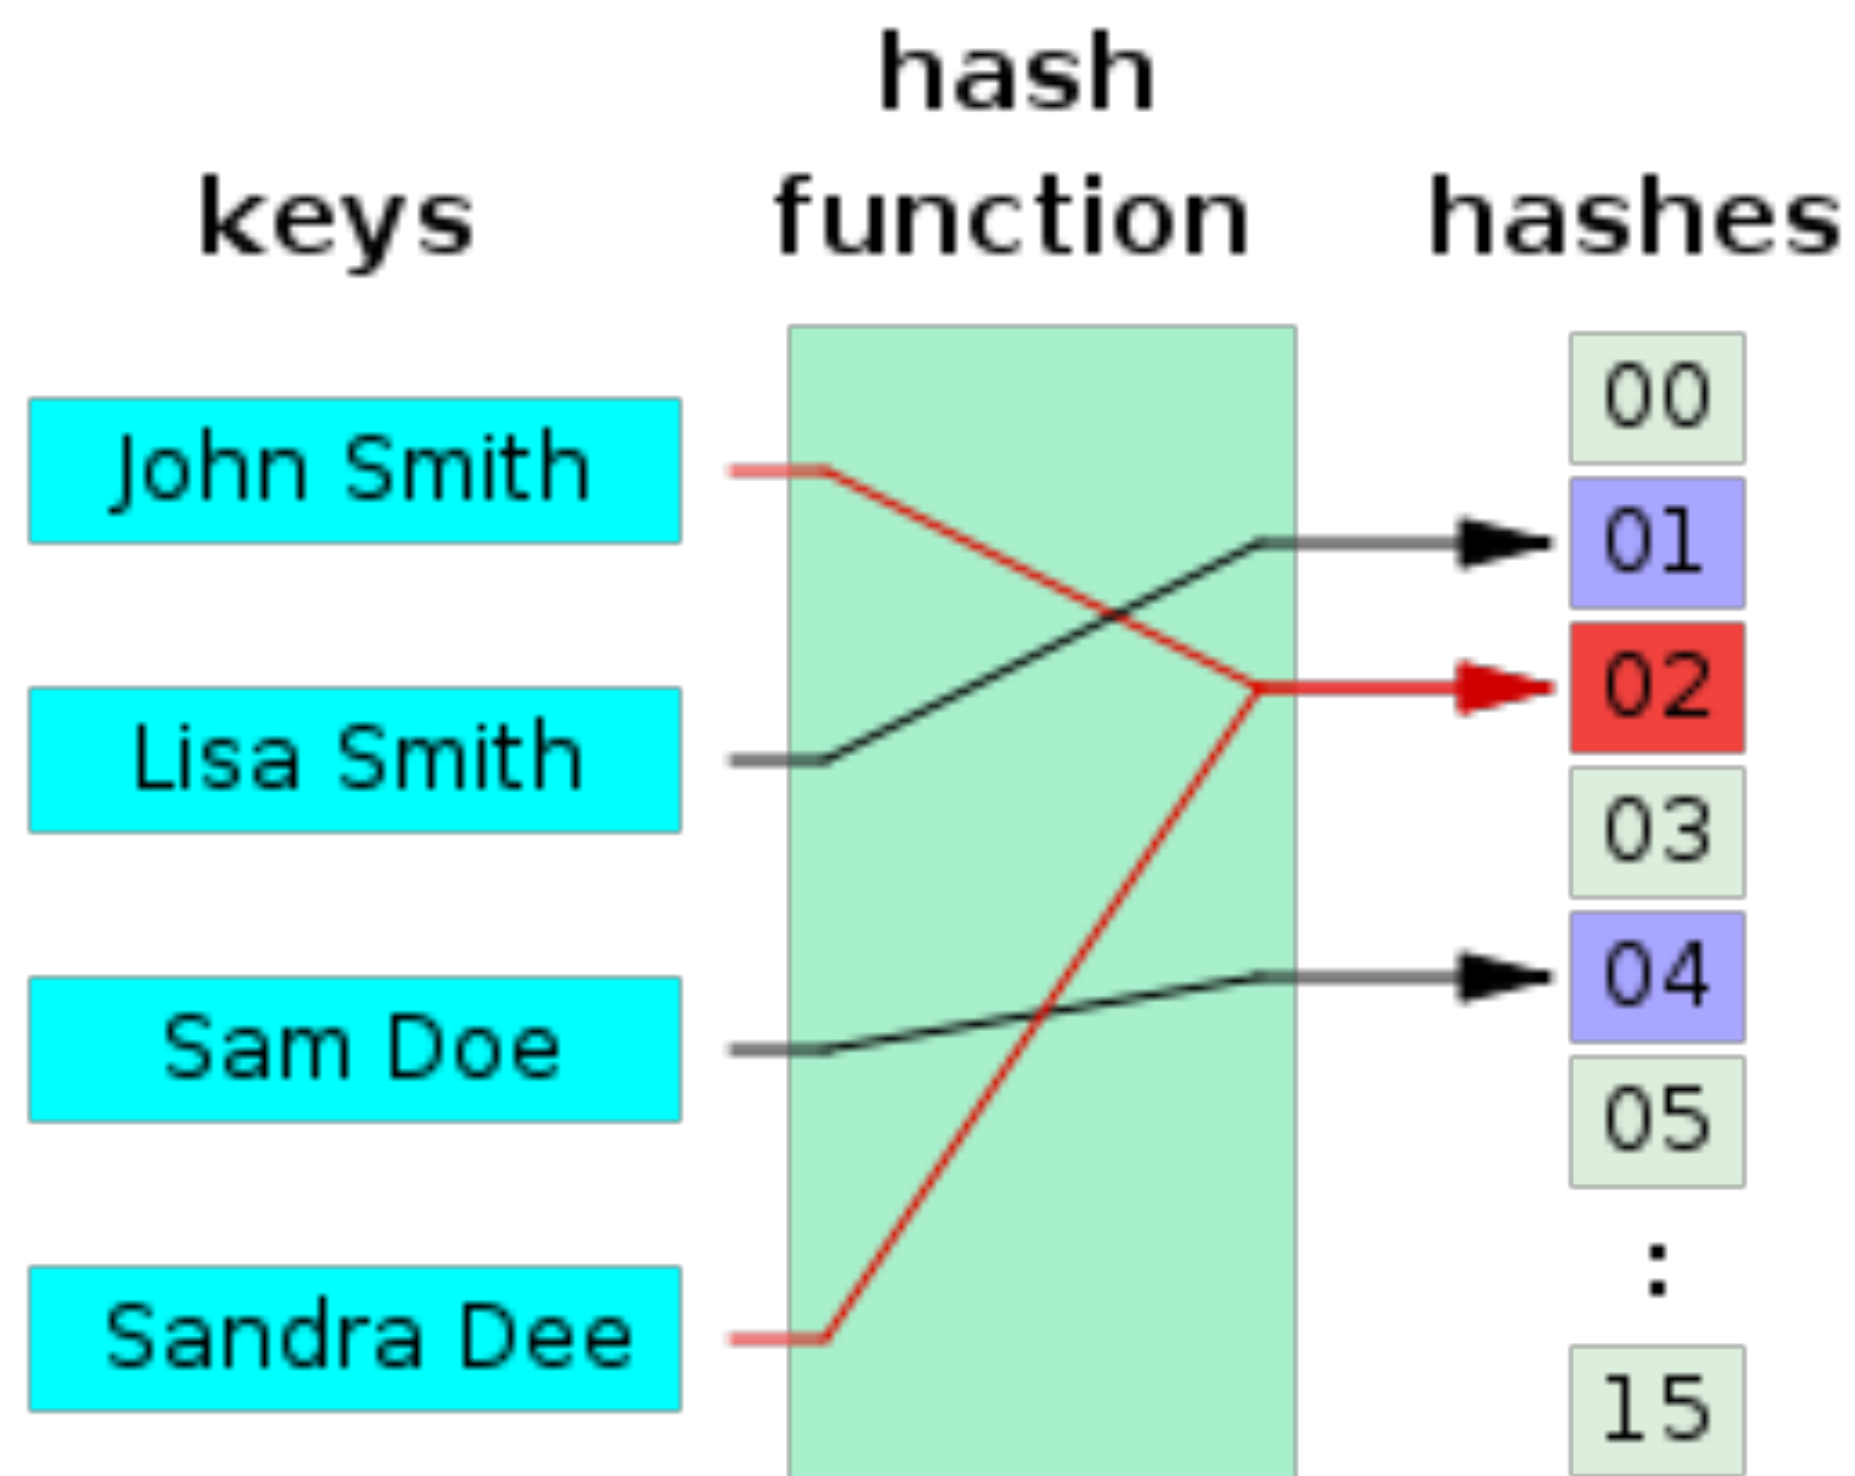 hash
keys function hashes
00
John Smith
01
02
Lisa Smith
03
04
Sam Doe
05
:
Sandra Dee
15